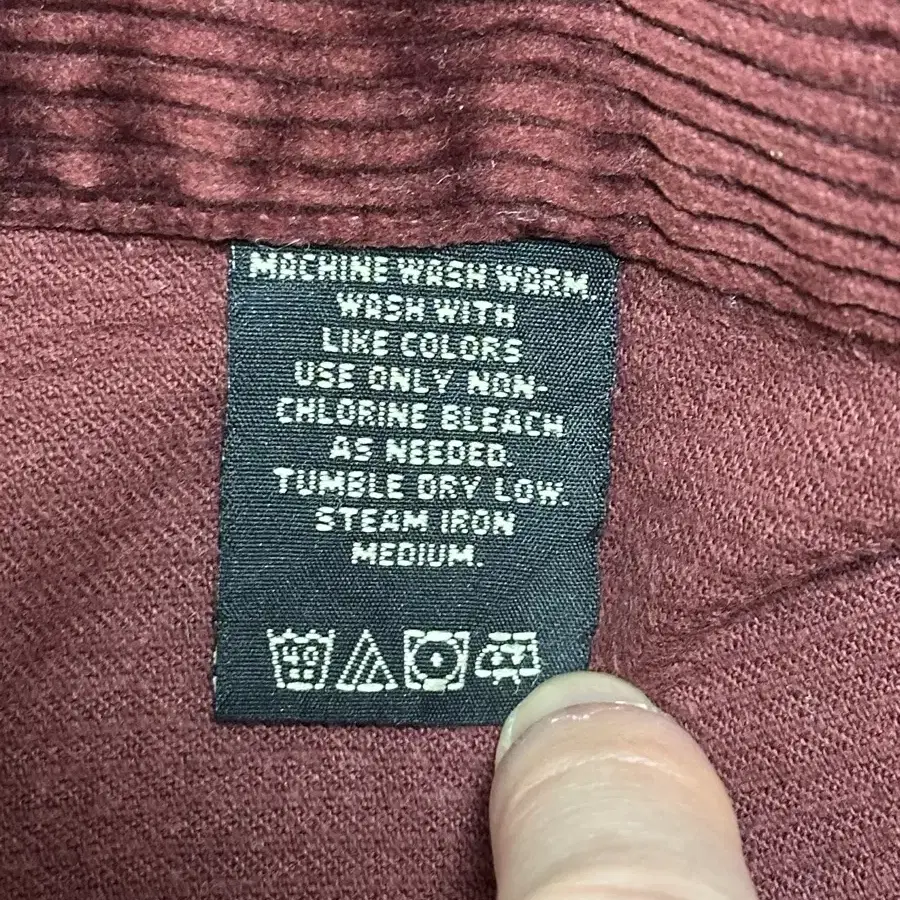 MACHINE WASH WARM.
WASH WITH
LIKE COLORS
USE ONLY NON-
CHLORINE BLEACH
AS NEEDED.
TUMBLE DRY LOW.
STEAM IRON
MEDIUM.
40